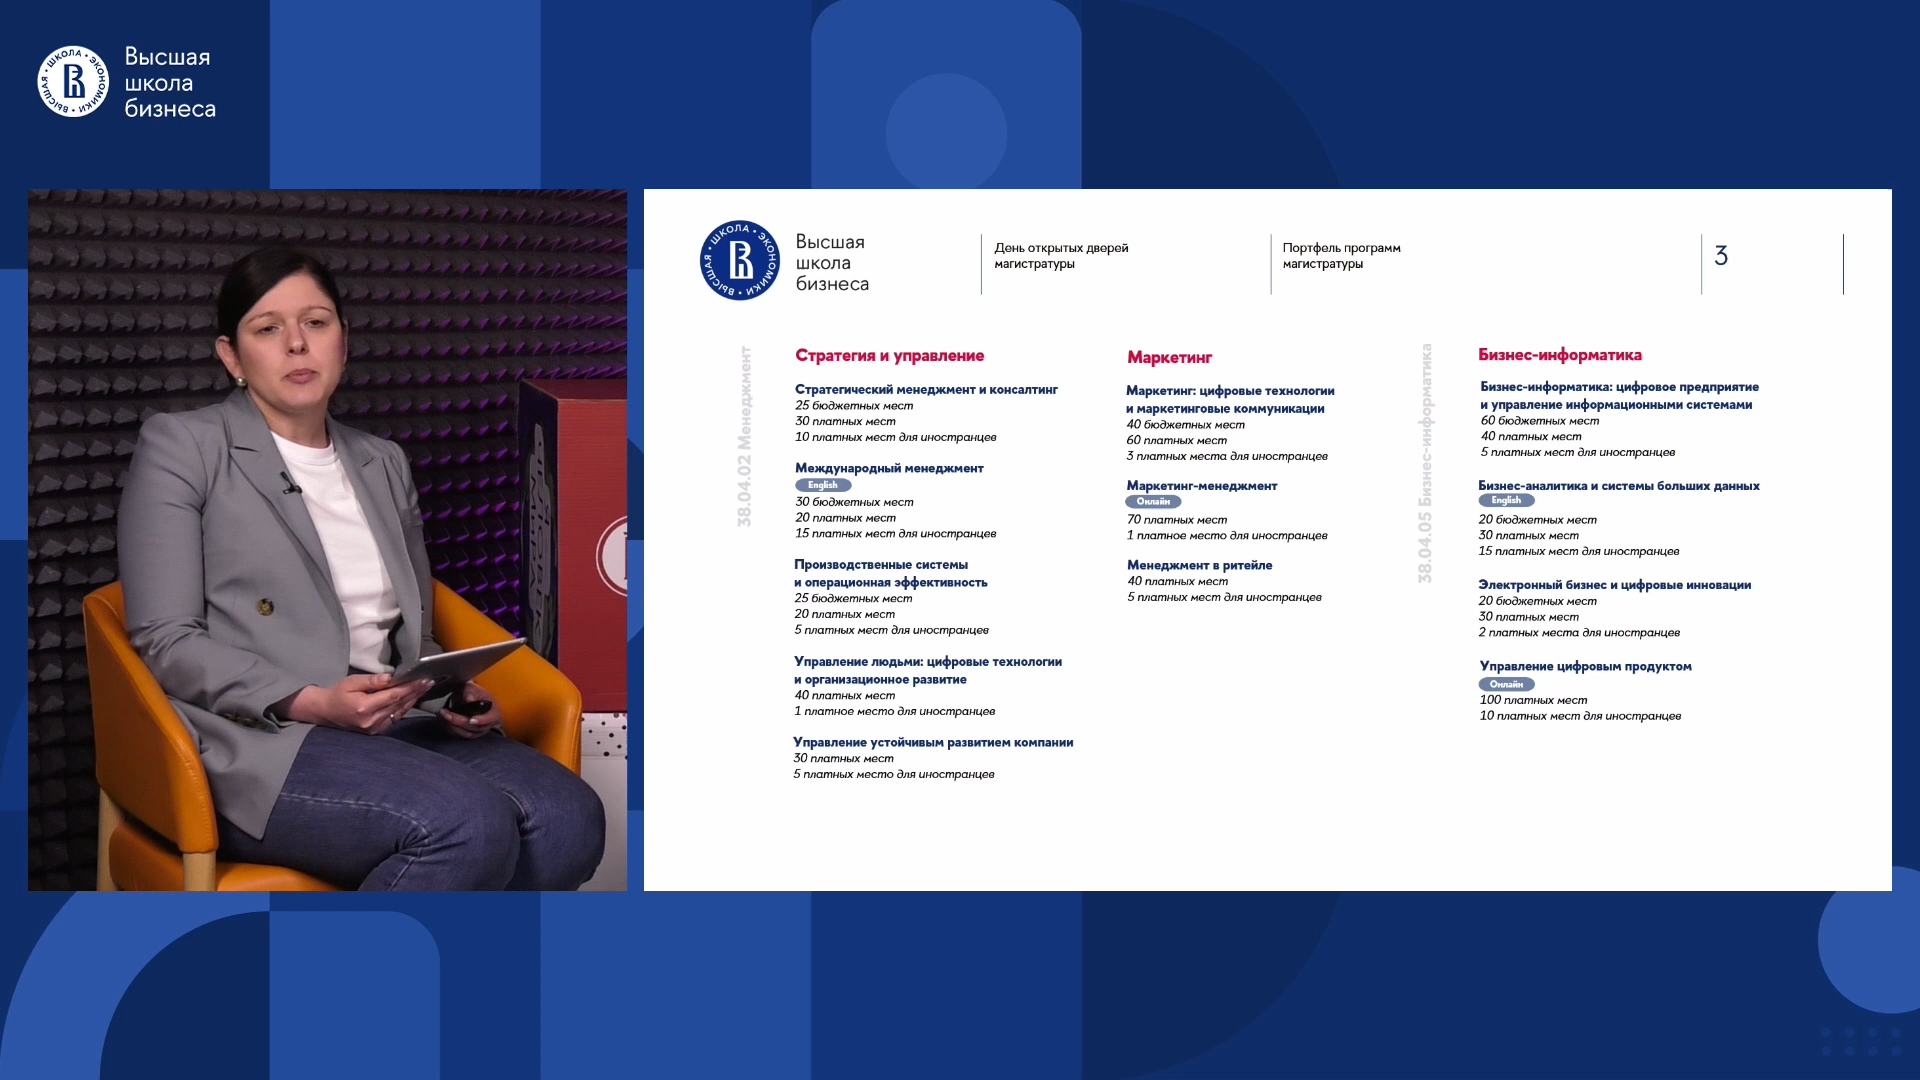 Высшая
школа
бизнеса
ВЫСШАЯ • ШКОЛА • ЭКОНОМИКИ •
ВЫСШАЯ • ШКОЛА • ЭКОНОМИКИ •
Высшая
школа
бизнеса
День открытых дверей
магистратуры
Портфель программ
магистратуры
3
38.04.02 Менеджмент
Стратегия и управление
Стратегический менеджмент и консалтинг
25 бюджетных мест
30 платных мест
10 платных мест для иностранцев
Международный менеджмент
English
30 бюджетных мест
20 платных мест
15 платных мест для иностранцев
Производственные системы
и операционная эффективность
25 бюджетных мест
20 платных мест
5 платных мест для иностранцев
Управление людьми: цифровые технологии
и организационное развитие
40 платных мест
1 платное место для иностранцев
Управление устойчивым развитием компании
30 платных мест
5 платных место для иностранцев
Маркетинг
Маркетинг: цифровые технологии
и маркетинговые коммуникации
40 бюджетных мест
60 платных мест
3 платных места для иностранцев
Маркетинг-менеджмент
Онлайн
70 платных мест
1 платное место для иностранцев
Менеджмент в ритейле
40 платных мест
5 платных мест для иностранцев
38.04.05 Бизнес-информатика
Бизнес-информатика
Бизнес-информатика: цифровое предприятие
и управление информационными системами
60 бюджетных мест
40 платных мест
5 платных мест для иностранцев
Бизнес-аналитика и системы больших данных
English
20 бюджетных мест
30 платных мест
15 платных мест для иностранцев
Электронный бизнес и цифровые инновации
20 бюджетных мест
30 платных мест
2 платных места для иностранцев
Управление цифровым продуктом
Онлайн
100 платных мест
10 платных мест для иностранцев